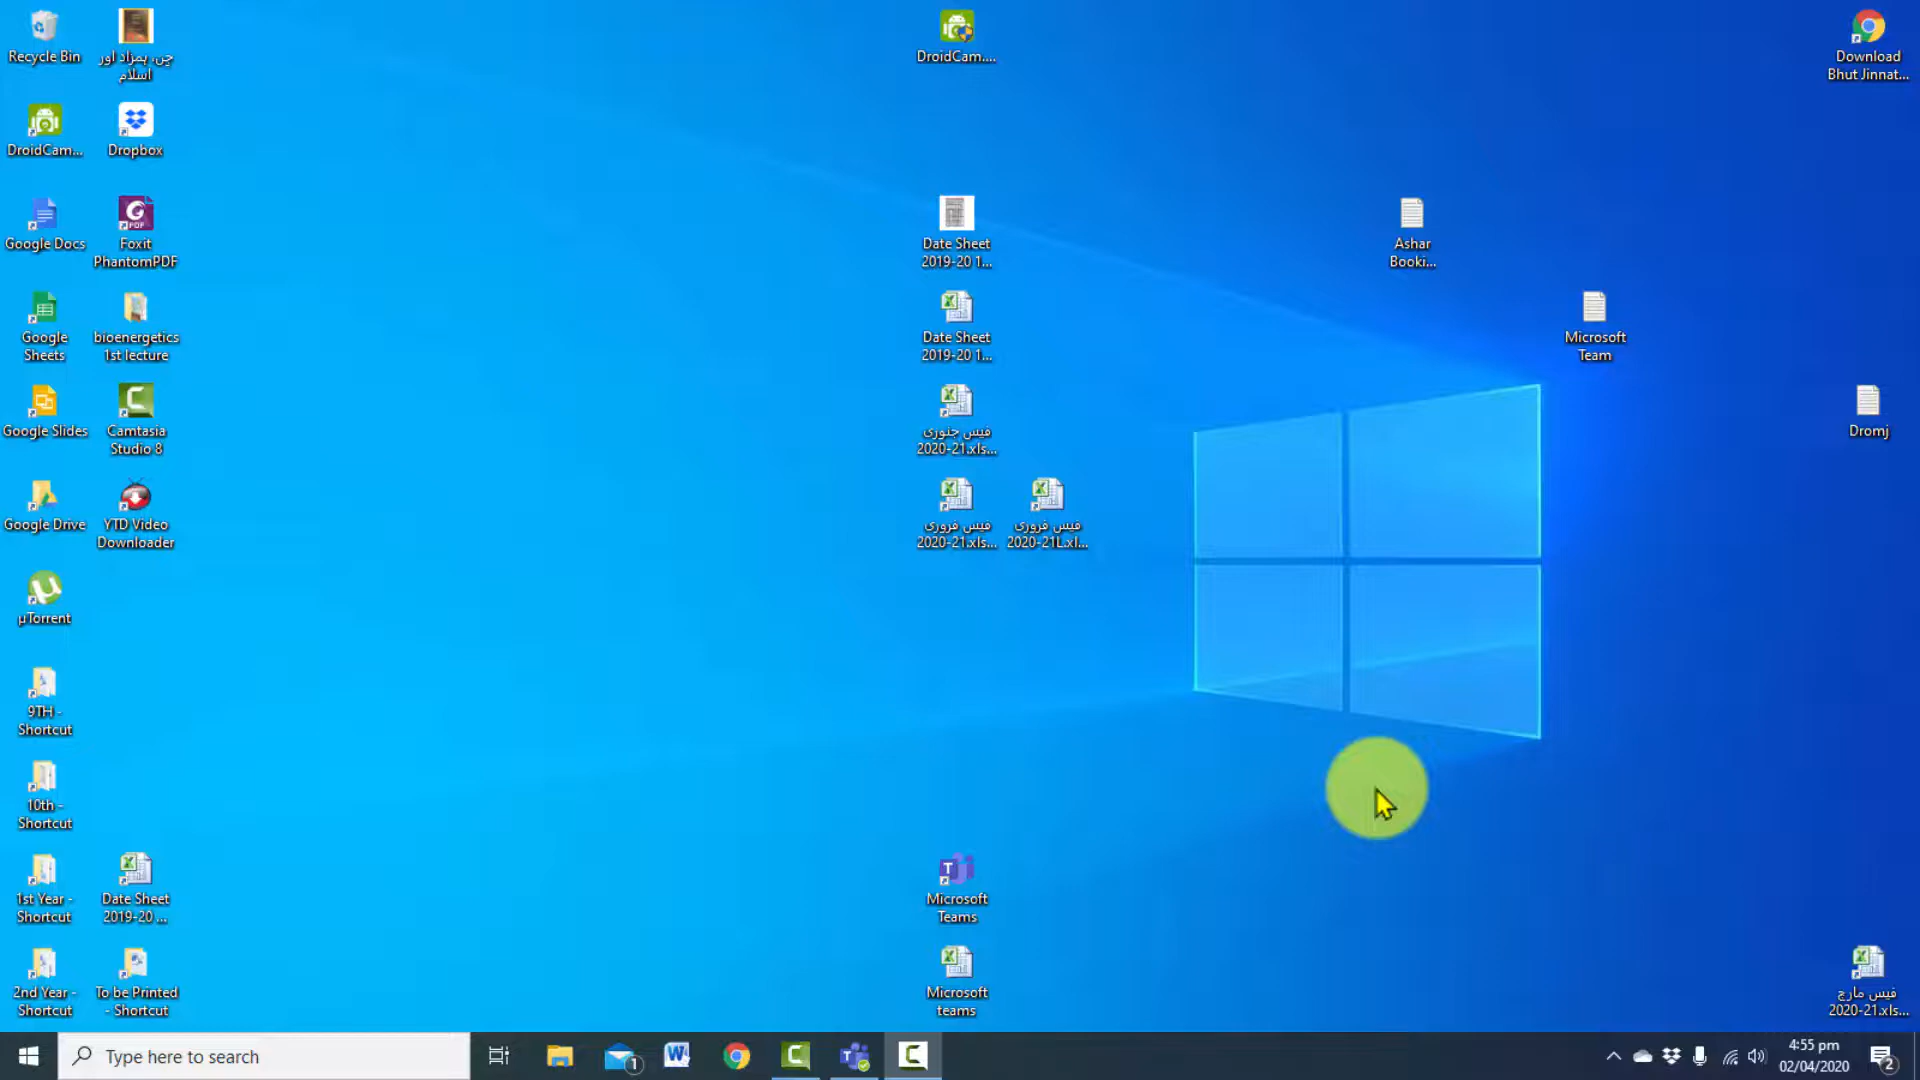 Recycle Bin
جن، ہمزاد اور
اسلام
DroidCam...
Dropbox
Google Docs
Foxit
PhantomPDF
Google
Sheets
bioenergetics
1st lecture
Google Slides
Camtasia
Studio 8
Google Drive
YTD Video
Downloader
µTorrent
9TH -
Shortcut
10th -
Shortcut
1st Year -
Shortcut
Date Sheet
2019-20 ...
2nd Year -
Shortcut
To be Printed
- Shortcut
DroidCam....
Date Sheet
2019-20 1...
Date Sheet
2019-20 1...
فیس جنوری
2020-21.xls...
فیس فروری
2020-21.xls...
فیس فروری
2020-21L.xl...
Microsoft
Teams
Microsoft
teams
Ashar
Booki...
Microsoft
Team
Download
Bhut Jinnat...
Dromj
فیس مارچ
2020-21.xls...
Type here to search
1
4:55 pm
02/04/2020
2